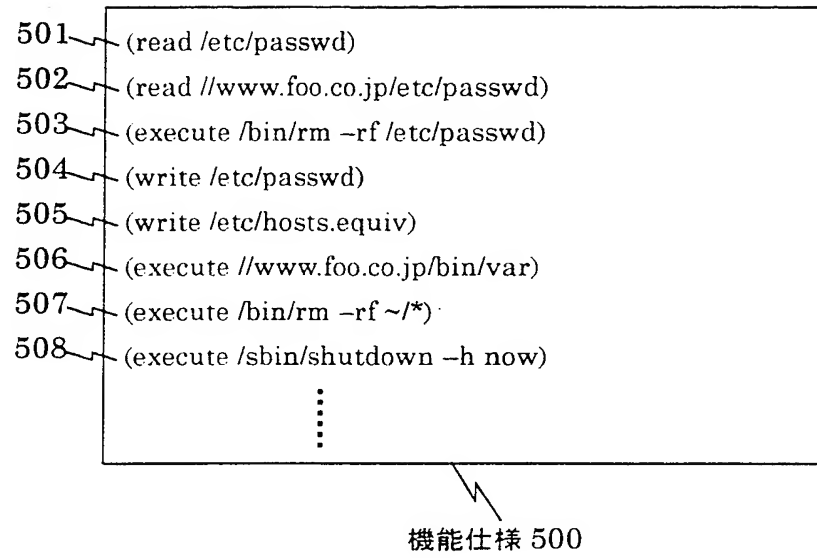 501 (read /etc/passwd)
502 (read //www.foo.co.jp/etc/passwd)
503 (execute /bin/rm –rf /etc/passwd)
504 (write /etc/passwd)
505 (write /etc/hosts.equiv)
506 (execute //www.foo.co.jp/bin/var)
507 (execute /bin/rm –rf ~/*)
508 (execute /sbin/shutdown –h now)
機能仕様 500